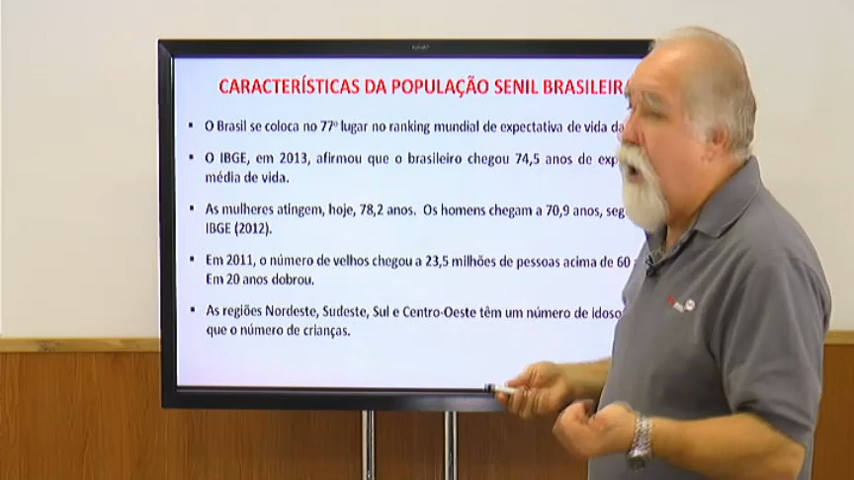 CARACTERÍSTICAS DA POPULAÇÃO SENIL BRASILEIR
O Brasil se coloca no 77º lugar no ranking mundial de expectativa de vida da
O IBGE, em 2013, afirmou que o brasileiro chegou 74,5 anos de exp
média de vida.
As mulheres atingem, hoje, 78,2 anos. Os homens chegam a 70,9 anos, seg
IBGE (2012).
Em 2011, o número de velhos chegou a 23,5 milhões de pessoas acima de 60
Em 20 anos dobrou.
As regiões Nordeste, Sudeste, Sul e Centro-Oeste têm um número de idoso
que o número de crianças.